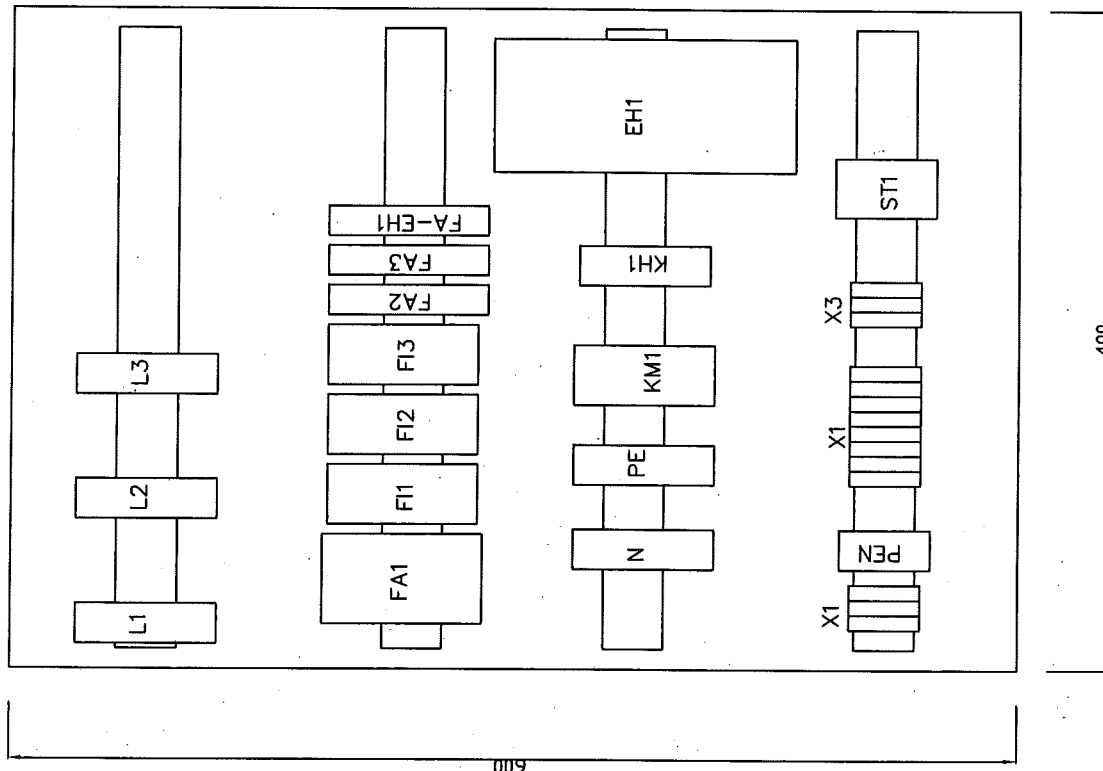 L3
L2
L1
FA-EH1
FA3
FA2
FI3
FI2
FI1
FA1
EH1
KH1
KM1
PE
N
ST1
X3
X1
PEN
X1
400
600